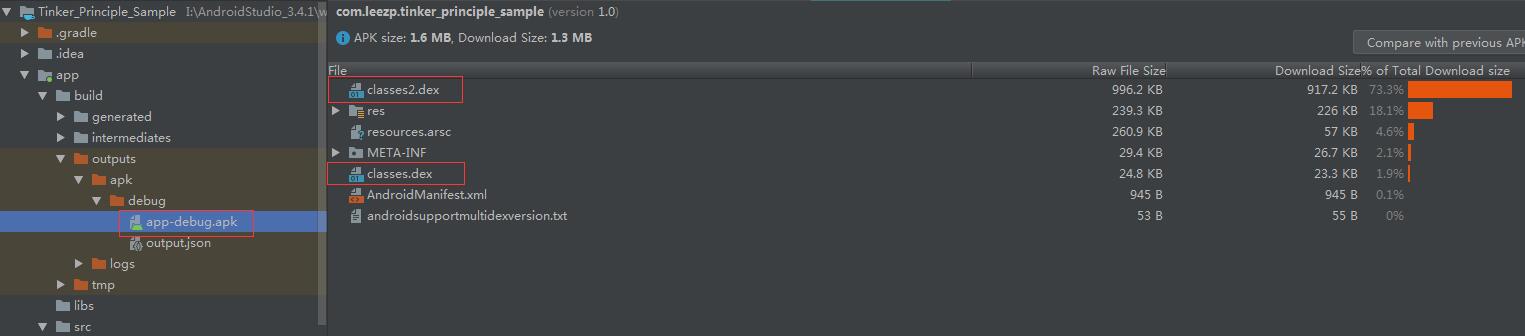 Tinker_Principle_Sample I:\AndroidStudio_3.4.1\w
.gradle
.idea
app
build
generated
intermediates
outputs
apk
debug
app-debug.apk
output.json
logs
tmp
libs
src
com.leezp.tinker_principle_sample (version 1.0)
APK size: 1.6 MB, Download Size: 1.3 MB
Compare with previous APK
File Raw File Size Download Size % of Total Download size
classes2.dex 996.2 KB 917.2 KB 73.3%
res 239.3 KB 226 KB 18.1%
resources.arsc 260.9 KB 57 KB 4.6%
META-INF 29.4 KB 26.7 KB 2.1%
classes.dex 24.8 KB 23.3 KB 1.9%
AndroidManifest.xml 945 B 945 B 0.1%
androidsupportmultidexversion.txt 53 B 55 B 0%